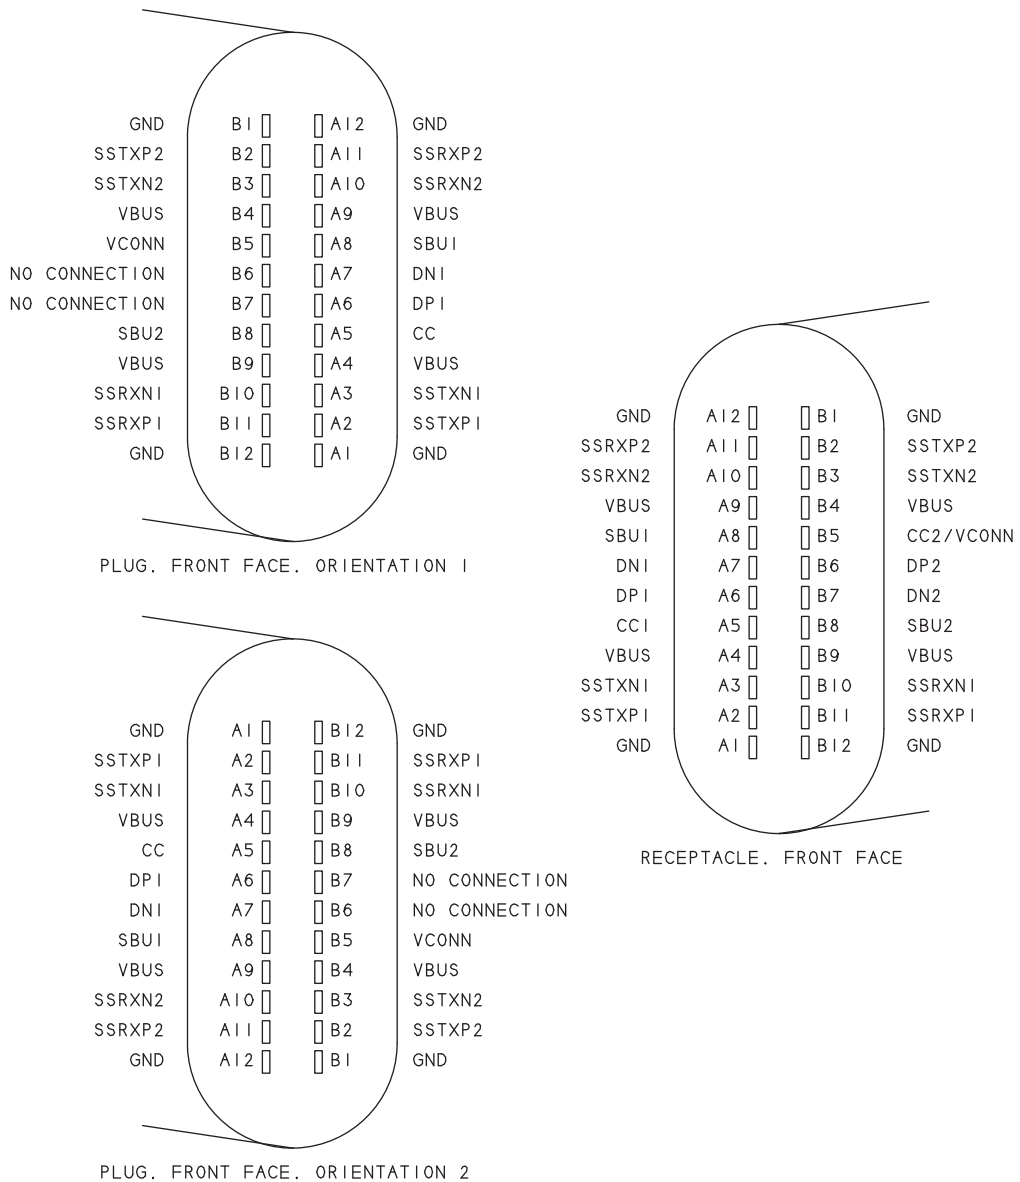 GND B1 A12 GND
SSTXP2 B2 A11 SSRXP2
SSTXN2 B3 A10 SSRXN2
VBUS B4 A9 VBUS
VCONN B5 A8 SBU1
NO CONNECTION B6 A7 DN1
NO CONNECTION B7 A6 DP1
SBU2 B8 A5 CC
VBUS B9 A4 VBUS
SSRXN1 B10 A3 SSTXN1
SSRXP1 B11 A2 SSTXP1
GND B12 A1 GND
PLUG. FRONT FACE. ORIENTATION 1
GND A12 B1 GND
SSRXP2 A11 B2 SSTXP2
SSRXN2 A10 B3 SSTXN2
VBUS A9 B4 VBUS
SBU1 A8 B5 CC2/VCONN
DN1 A7 B6 DP2
DP1 A6 B7 DN2
CC1 A5 B8 SBU2
VBUS A4 B9 VBUS
SSTXN1 A3 B10 SSRXN1
SSTXP1 A2 B11 SSRXP1
GND A1 B12 GND
RECEPTACLE. FRONT FACE
GND A1 B12 GND
SSTXP1 A2 B11 SSRXP1
SSTXN1 A3 B10 SSRXN1
VBUS A4 B9 VBUS
CC A5 B8 SBU2
DP1 A6 B7 NO CONNECTION
DN1 A7 B6 NO CONNECTION
SBU1 A8 B5 VCONN
VBUS A9 B4 VBUS
SSRXN2 A10 B3 SSTXN2
SSRXP2 A11 B2 SSTXP2
GND A12 B1 GND
PLUG. FRONT FACE. ORIENTATION 2